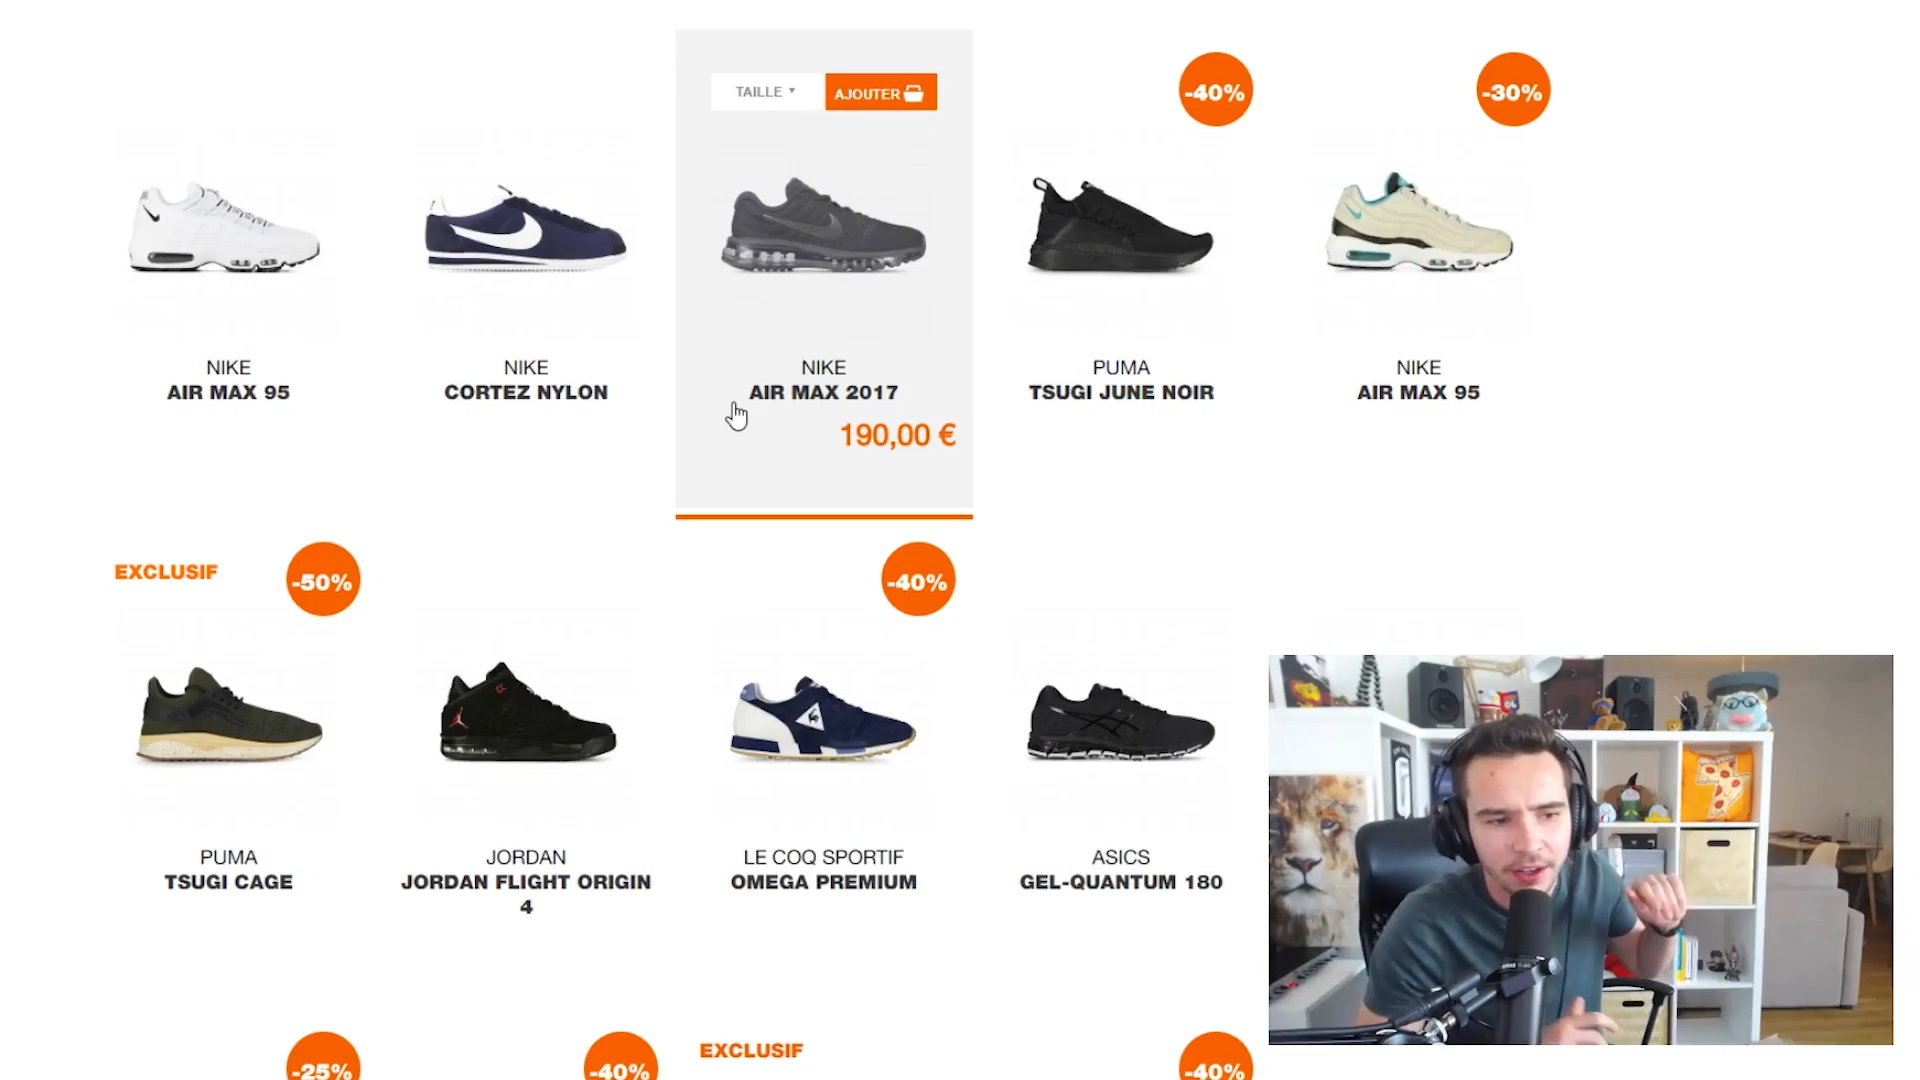 TAILLE
AJOUTER
-40%
-30%
NIKE
AIR MAX 95
NIKE
CORTEZ NYLON
NIKE
AIR MAX 2017
190,00 €
PUMA
TSUGI JUNE NOIR
NIKE
AIR MAX 95
EXCLUSIF
-50%
-40%
PUMA
TSUGI CAGE
JORDAN
JORDAN FLIGHT ORIGIN
4
LE COQ SPORTIF
OMEGA PREMIUM
ASICS
GEL-QUANTUM 180
-25%
-40%
EXCLUSIF
-40%